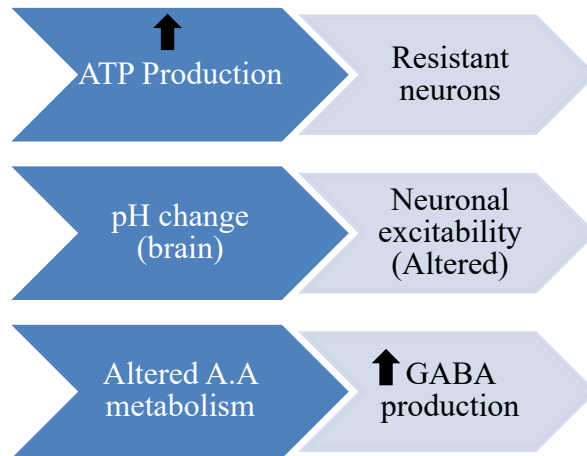 ATP Production
Resistant
neurons
pH change
(brain)
Neuronal
excitability
(Altered)
Altered A.A
metabolism
GABA
production